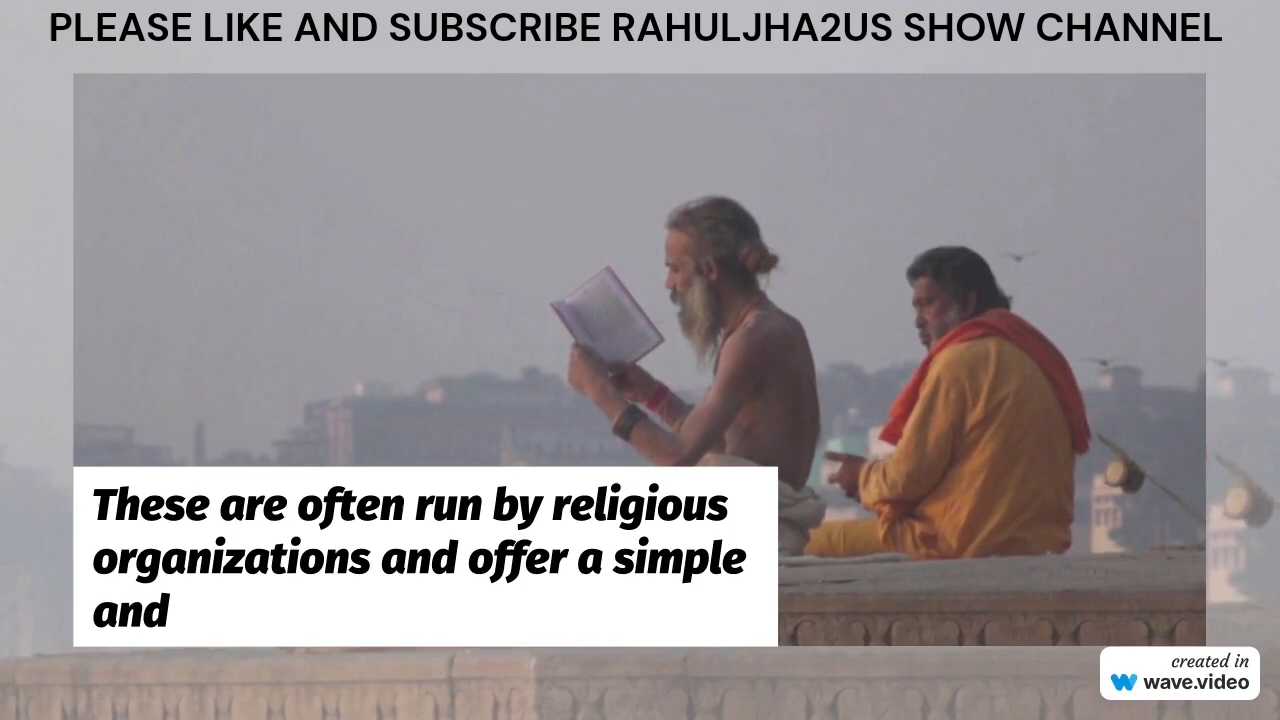 PLEASE LIKE AND SUBSCRIBE RAHULJHA2US SHOW CHANNEL
These are often run by religious
organizations and offer a simple
and
created in
wave.video